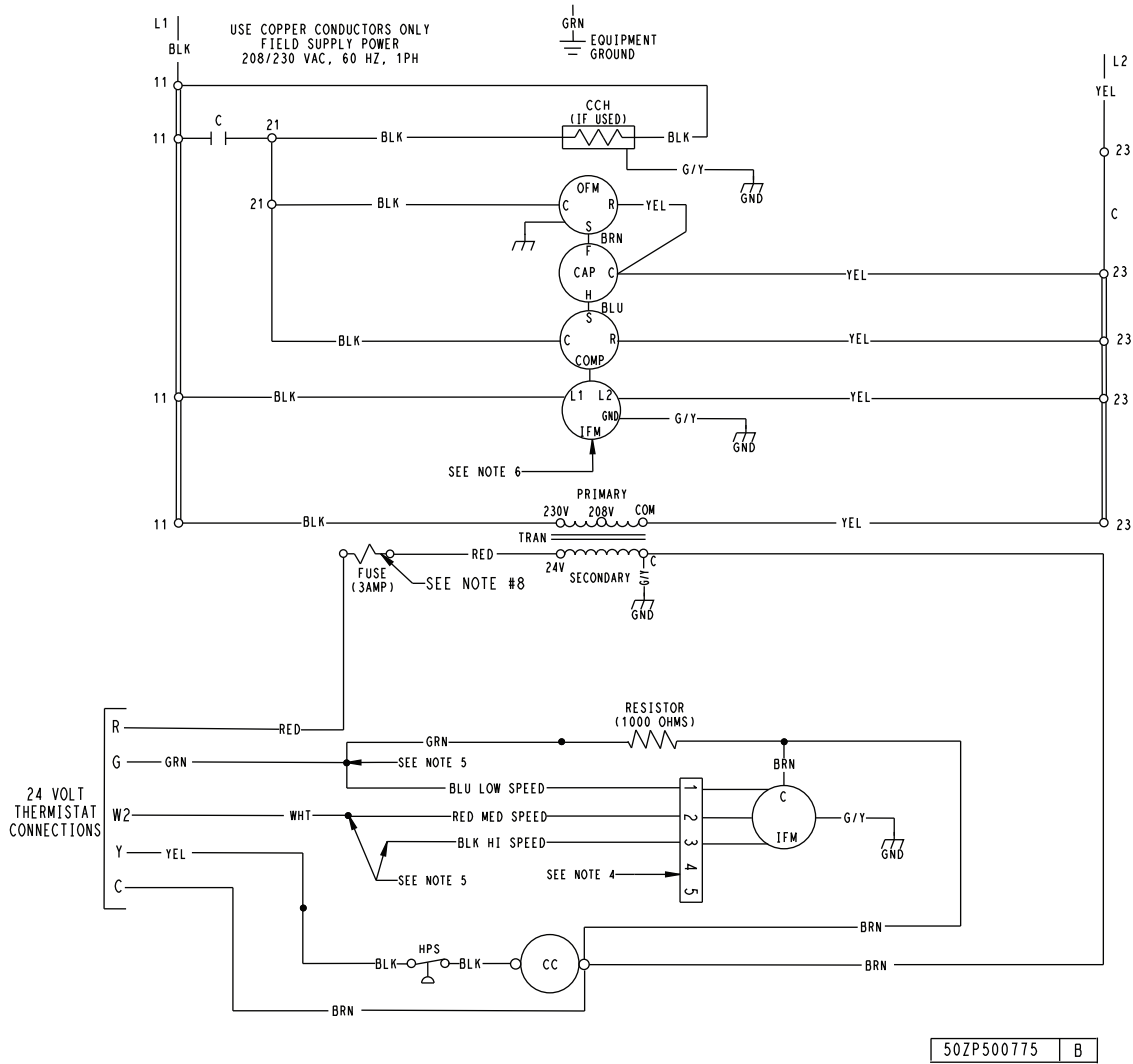 L1
BLK
USE COPPER CONDUCTORS ONLY
FIELD SUPPLY POWER
208/230 VAC, 60 HZ, 1PH
GRN
EQUIPMENT
GROUND
L2
YEL
11
CCH
(IF USED)
C
21
11
BLK
BLK
23
G/Y
GND
OFM
21
BLK
C
R
YEL
S
BRN
C
F
CAP
C
YEL
23
H
BLU
S
BLK
C
R
YEL
23
COMP
11
BLK
L1
L2
YEL
23
GND
G/Y
GND
IFM
SEE NOTE 6
PRIMARY
230V
208V
COM
11
BLK
YEL
23
TRAN
RED
24V
SECONDARY
C
G/Y
GND
FUSE
(3AMP)
SEE NOTE #8
RESISTOR
(1000 OHMS)
R
RED
GRN
G
GRN
SEE NOTE 5
BRN
BLU LOW SPEED
1
C
24 VOLT
THERMISTAT
CONNECTIONS
W2
WHT
RED MED SPEED
2
G/Y
GND
IFM
BLK HI SPEED
3
Y
YEL
SEE NOTE 5
SEE NOTE 4
4
5
C
BRN
HPS
BLK
BLK
CC
BRN
BRN
50ZP500775
B